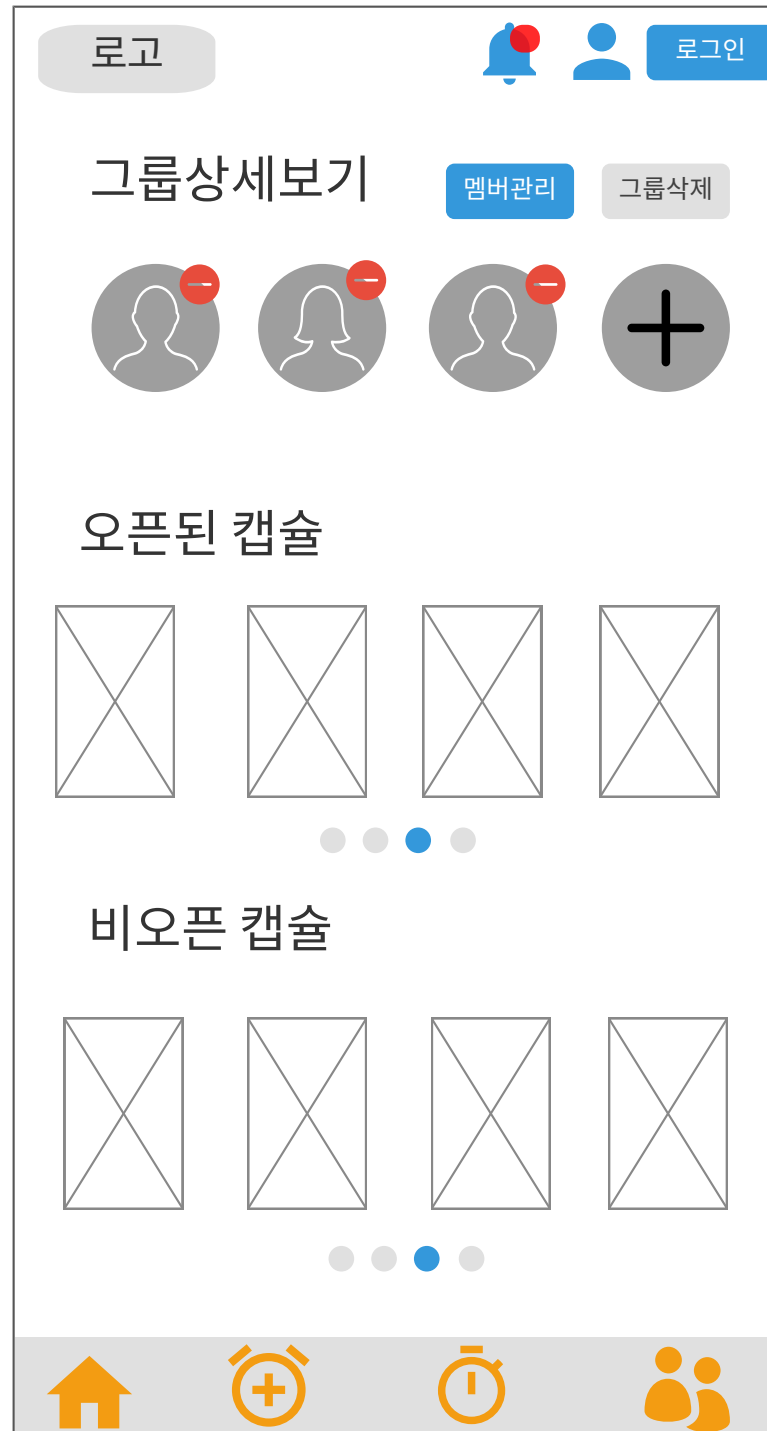 로고
로그인
그룹상세보기
멤버관리
그룹삭제
오픈된 캡슐
비오픈 캡슐